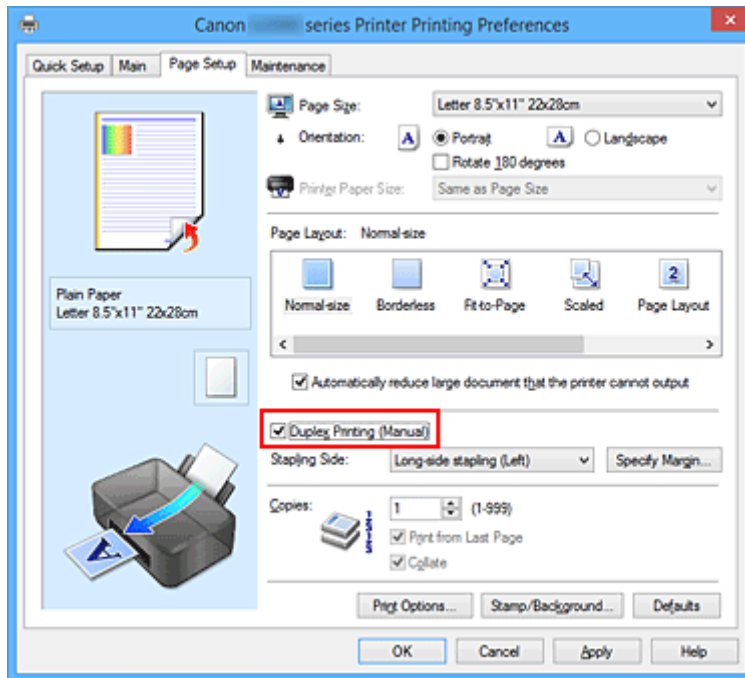 Canon series Printer Printing Preferences
Quick Setup Main Page Setup Maintenance
Page Size: Letter 8.5"x11" 22x28cm
Orientation: A Portrait A Landscape
Rotate 180 degrees
Printer Paper Size: Same as Page Size
Page Layout: Normal-size
2
Normal-size Borderless Fit-to-Page Scaled Page Layout
Plain Paper
Letter 8.5"x11" 22x28cm
Automatically reduce large document that the printer cannot output
Duplex Printing (Manual)
Stapling Side: Long-side stapling (Left) Specify Margin...
Copies: 1 (1-999)
Print from Last Page
Collate
A
Print Options... Stamp/Background... Defaults
OK Cancel Apply Help